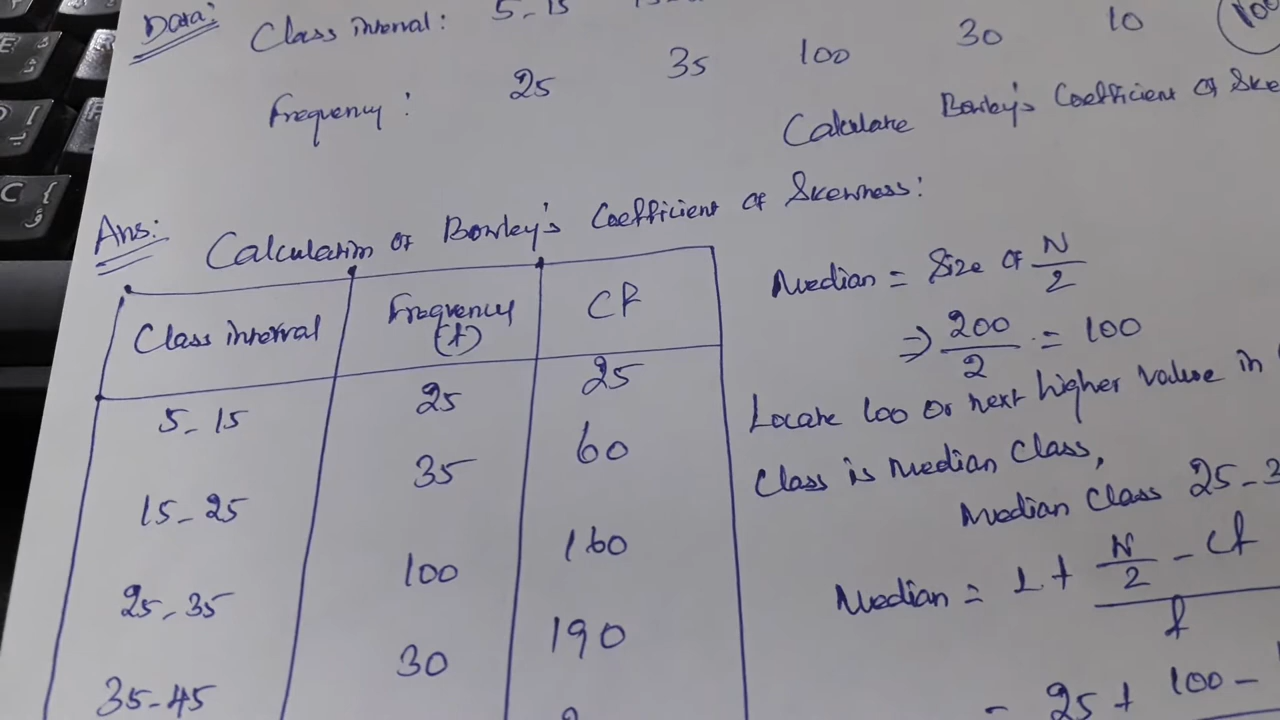 Data: Class interval: 5-15
Frequency: 25 35 100 30 10
Calculate Bowley's Coefficient of
Ans: Calculation of Bowley's Coefficient of Skewness:
Class interval Frequency (f) CF
5-15 25 25
15-25 35 60
25-35 100 160
35-45 30 190
Median = Size of N/2
⇒ 200/2 = 100
Locate 100 or next higher value in
Class is median Class,
Median Class 25-3
Median = L + N/2 - Cf / f
= 25 + 100 -